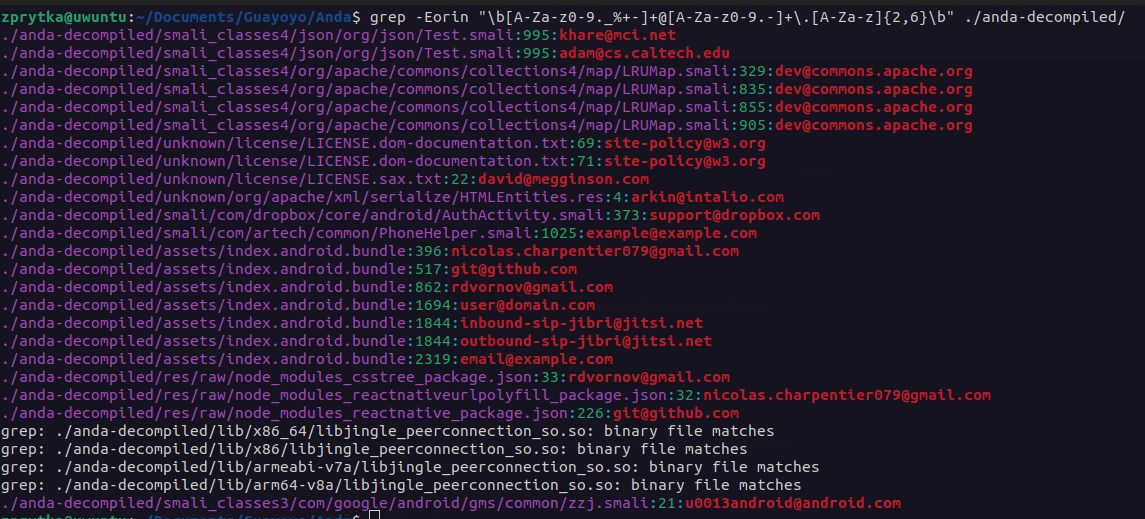 zprytka@uwuntu:~/Documents/Guayoyo/Anda$ grep -Eorin "\b[A-Za-z0-9._%+-]+@[A-Za-z0-9.-]+\.[A-Za-z]{2,6}\b" ./anda-decompiled/
./anda-decompiled/smali_classes4/json/org/json/Test.smali:995:khare@mci.net
./anda-decompiled/smali_classes4/json/org/json/Test.smali:995:adam@cs.caltech.edu
./anda-decompiled/smali_classes4/org/apache/commons/collections4/map/LRUMap.smali:329:dev@commons.apache.org
./anda-decompiled/smali_classes4/org/apache/commons/collections4/map/LRUMap.smali:835:dev@commons.apache.org
./anda-decompiled/smali_classes4/org/apache/commons/collections4/map/LRUMap.smali:855:dev@commons.apache.org
./anda-decompiled/smali_classes4/org/apache/commons/collections4/map/LRUMap.smali:905:dev@commons.apache.org
./anda-decompiled/unknown/license/LICENSE.dom-documentation.txt:69:site-policy@w3.org
./anda-decompiled/unknown/license/LICENSE.dom-documentation.txt:71:site-policy@w3.org
./anda-decompiled/unknown/license/LICENSE.sax.txt:22:david@megginson.com
./anda-decompiled/unknown/org/apache/xml/serialize/HTMLEntities.res:4:arkin@intalio.com
./anda-decompiled/smali/com/dropbox/core/android/AuthActivity.smali:373:support@dropbox.com
./anda-decompiled/smali/com/artech/common/PhoneHelper.smali:1025:example@example.com
./anda-decompiled/assets/index.android.bundle:396:nicolas.charpentier079@gmail.com
./anda-decompiled/assets/index.android.bundle:517:git@github.com
./anda-decompiled/assets/index.android.bundle:862:rdvornov@gmail.com
./anda-decompiled/assets/index.android.bundle:1694:user@domain.com
./anda-decompiled/assets/index.android.bundle:1844:inbound-sip-jibri@jitsi.net
./anda-decompiled/assets/index.android.bundle:1844:outbound-sip-jibri@jitsi.net
./anda-decompiled/assets/index.android.bundle:2319:email@example.com
./anda-decompiled/res/raw/node_modules_csstree_package.json:33:rdvornov@gmail.com
./anda-decompiled/res/raw/node_modules_reactnativeurlpolyfill_package.json:32:nicolas.charpentier079@gmail.com
./anda-decompiled/res/raw/node_modules_reactnative_package.json:226:git@github.com
grep: ./anda-decompiled/lib/x86_64/libjingle_peerconnection_so.so: binary file matches
grep: ./anda-decompiled/lib/x86/libjingle_peerconnection_so.so: binary file matches
grep: ./anda-decompiled/lib/armeabi-v7a/libjingle_peerconnection_so.so: binary file matches
grep: ./anda-decompiled/lib/arm64-v8a/libjingle_peerconnection_so.so: binary file matches
./anda-decompiled/smali_classes3/com/google/android/gms/common/zzj.smali:21:u0013android@android.com
zprytka@uwuntu:~/Documents/Guayoyo/Anda$